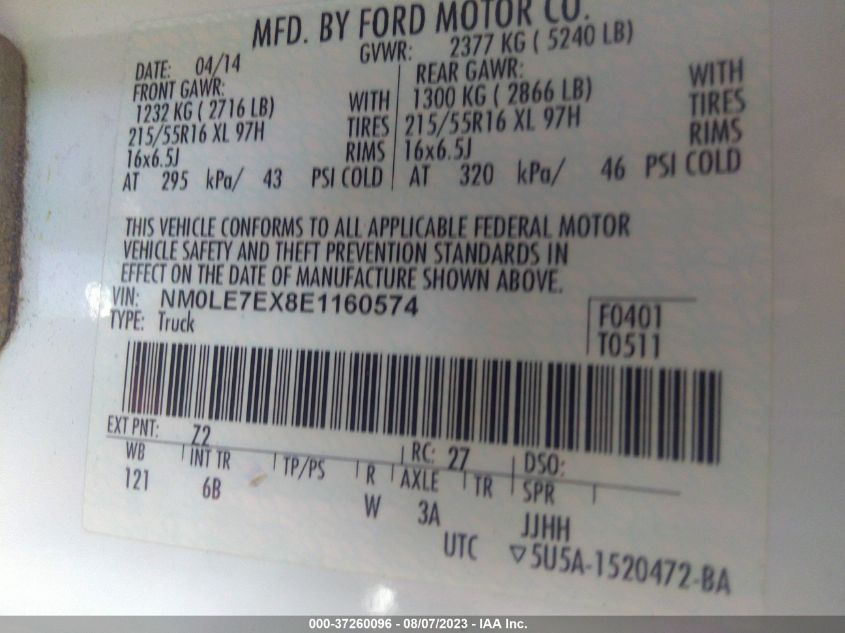 MFD. BY FORD MOTOR CO.
DATE: 04/14 GVWR: 2377 KG ( 5240 LB)
FRONT GAWR: REAR GAWR:
1232 KG ( 2716 LB) WITH 1300 KG ( 2866 LB) WITH
215/55R16 XL 97H TIRES 215/55R16 XL 97H TIRES
16x6.5J RIMS 16x6.5J RIMS
AT 295 kPa/ 43 PSI COLD AT 320 kPa/ 46 PSI COLD
THIS VEHICLE CONFORMS TO ALL APPLICABLE FEDERAL MOTOR
VEHICLE SAFETY AND THEFT PREVENTION STANDARDS IN
EFFECT ON THE DATE OF MANUFACTURE SHOWN ABOVE.
VIN: NM0LE7EX8E1160574 F0401
TYPE: Truck T0511
EXT PNT: Z2 RC: 27 DSO:
WB INT TR TP/PS R AXLE TR SPR
121 6B W 3A JJHH
UTC ▽5U5A-1520472-BA
000-37260096 - 08/07/2023 - IAA Inc.